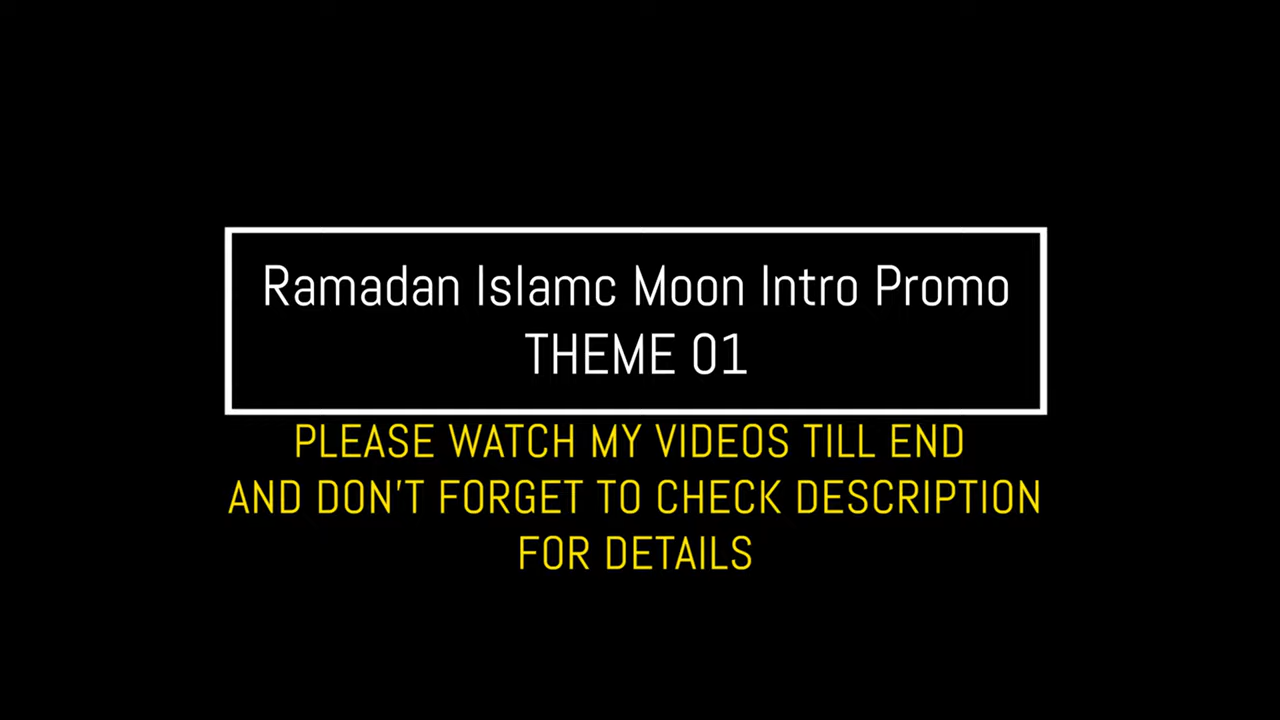 Ramadan Islamc Moon Intro Promo
THEME 01
PLEASE WATCH MY VIDEOS TILL END
AND DON'T FORGET TO CHECK DESCRIPTION
FOR DETAILS